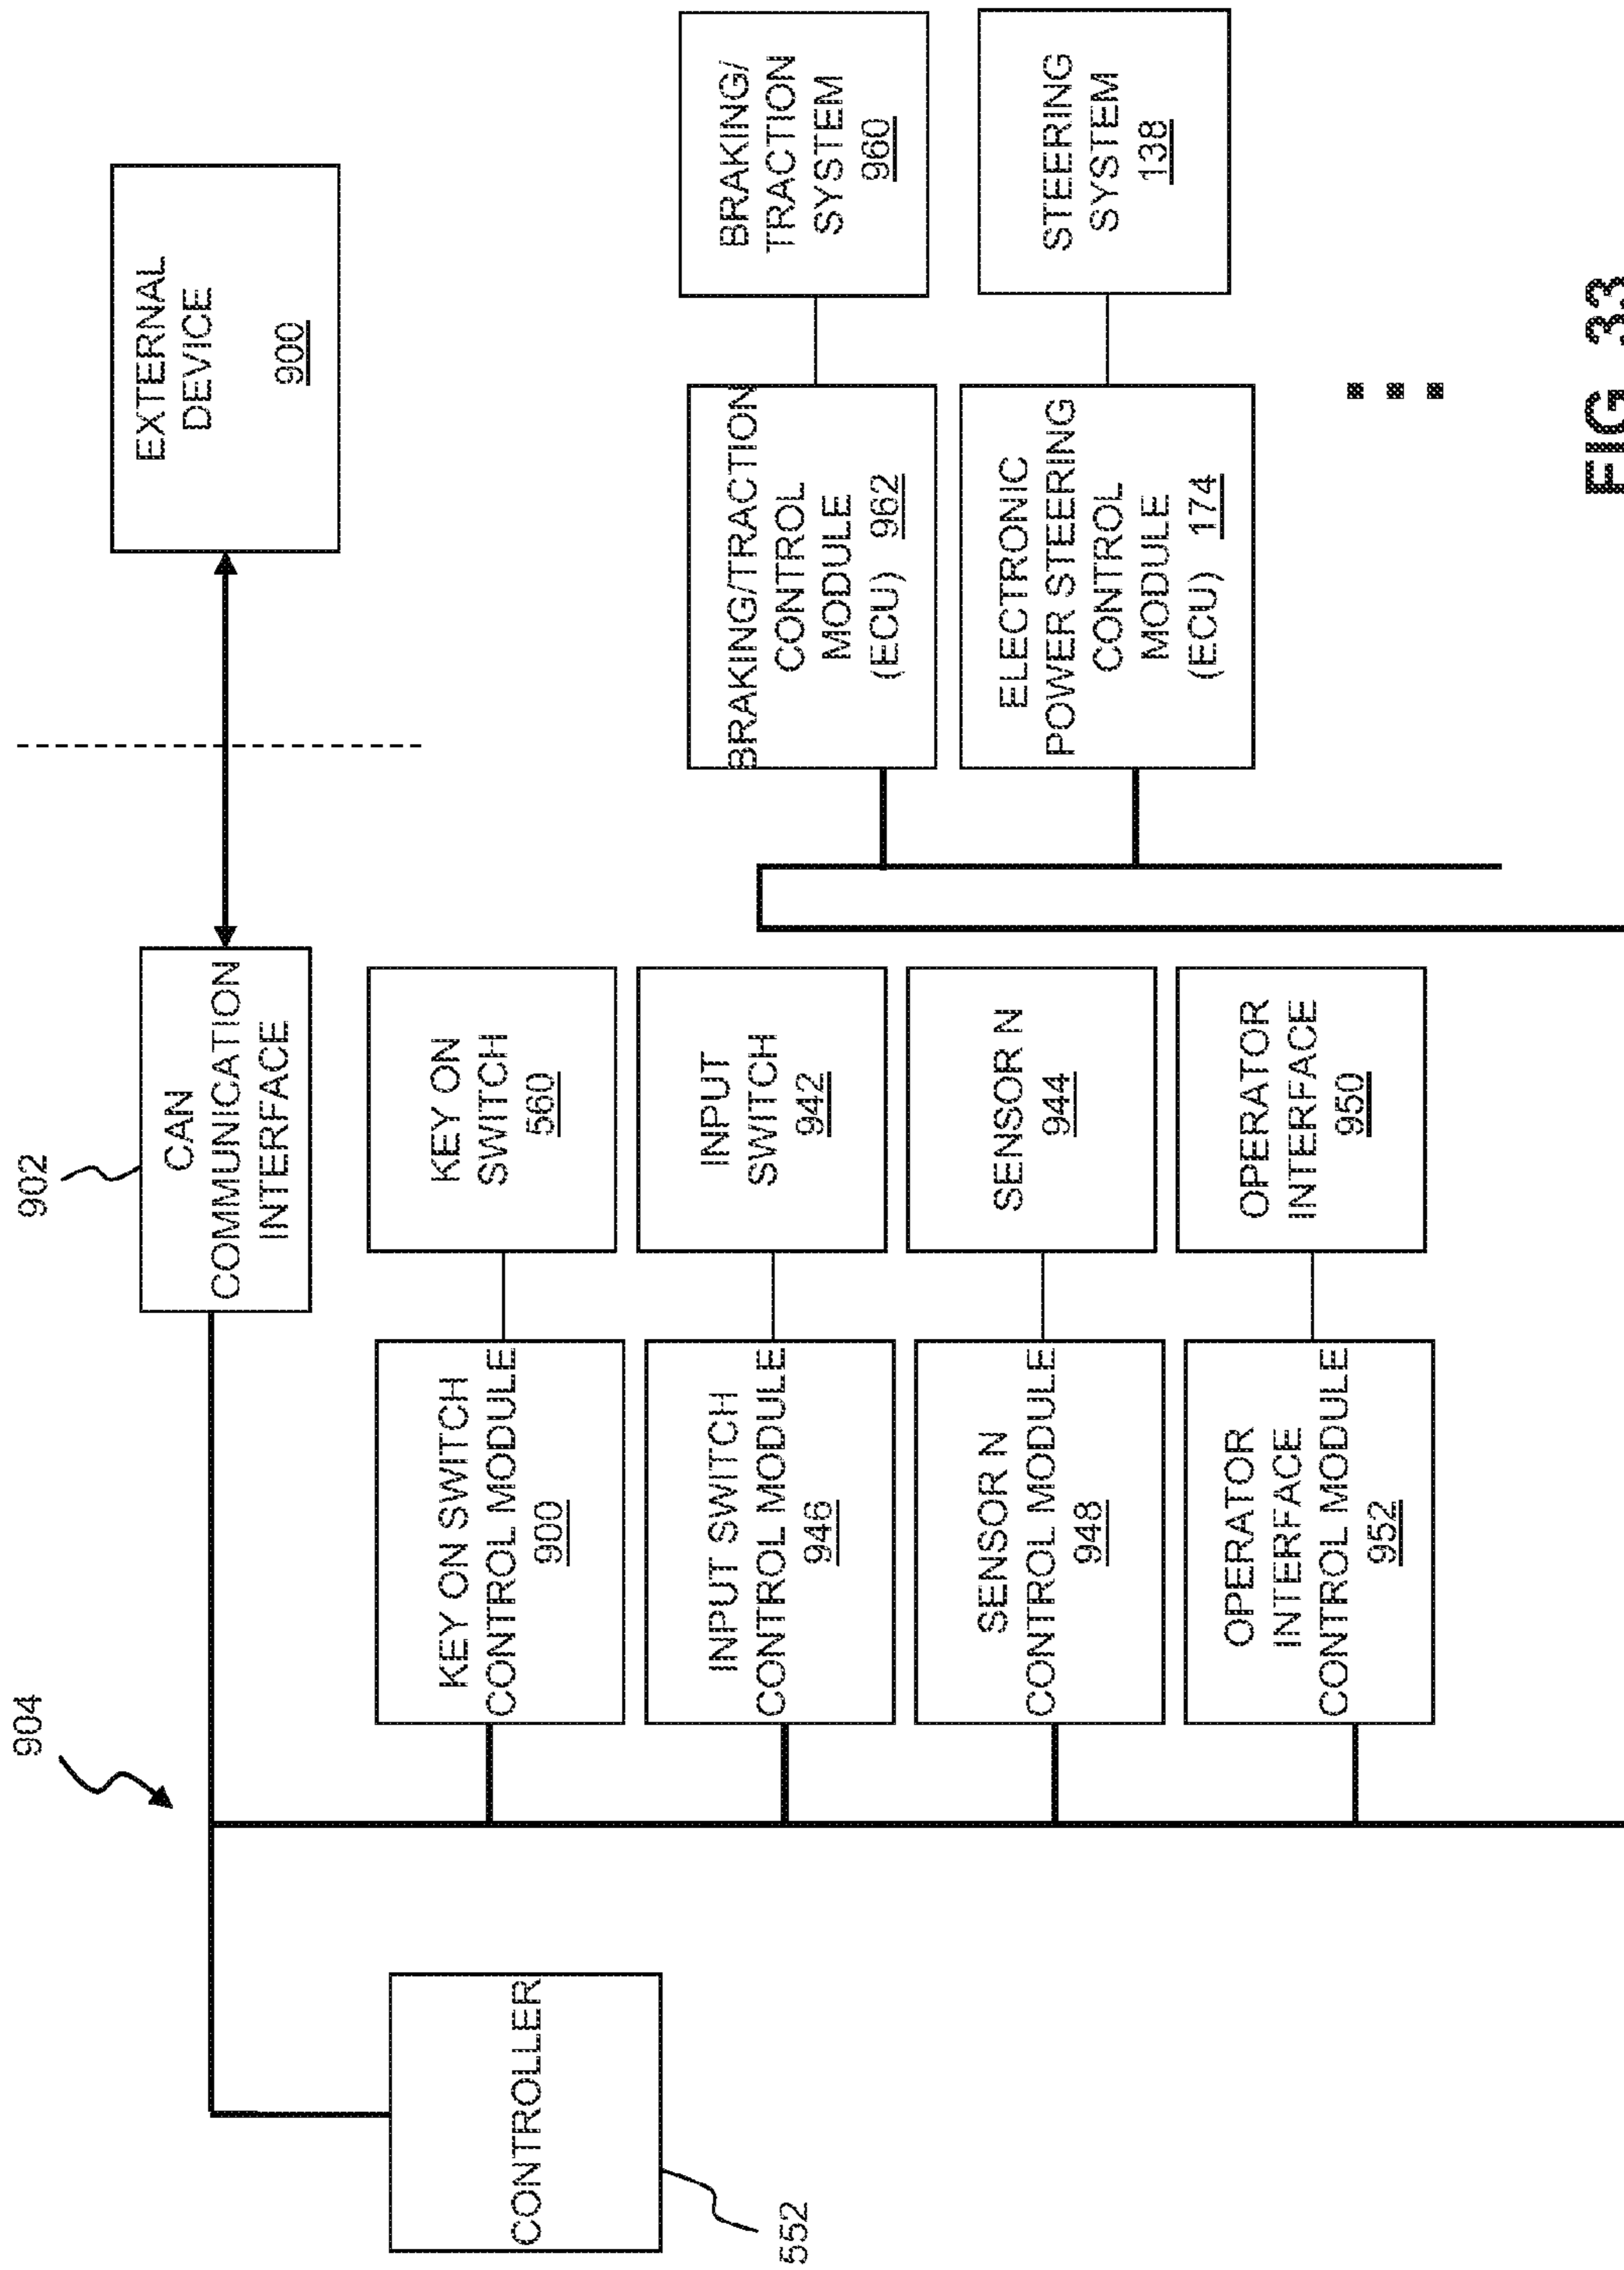 904
902
CONTROLLER
552
CAN
COMMUNICATION
INTERFACE
EXTERNAL
DEVICE
900
KEY ON SWITCH
CONTROL MODULE
900
KEY ON
SWITCH
560
INPUT SWITCH
CONTROL MODULE
946
INPUT
SWITCH
942
SENSOR N
CONTROL MODULE
948
SENSOR N
944
OPERATOR
INTERFACE
CONTROL MODULE
952
OPERATOR
INTERFACE
950
BRAKING/TRACTION
CONTROL
MODULE
(ECU) 962
BRAKING/
TRACTION
SYSTEM
960
ELECTRONIC
POWER STEERING
CONTROL
MODULE
(ECU) 174
STEERING
SYSTEM
138
FIG. 33